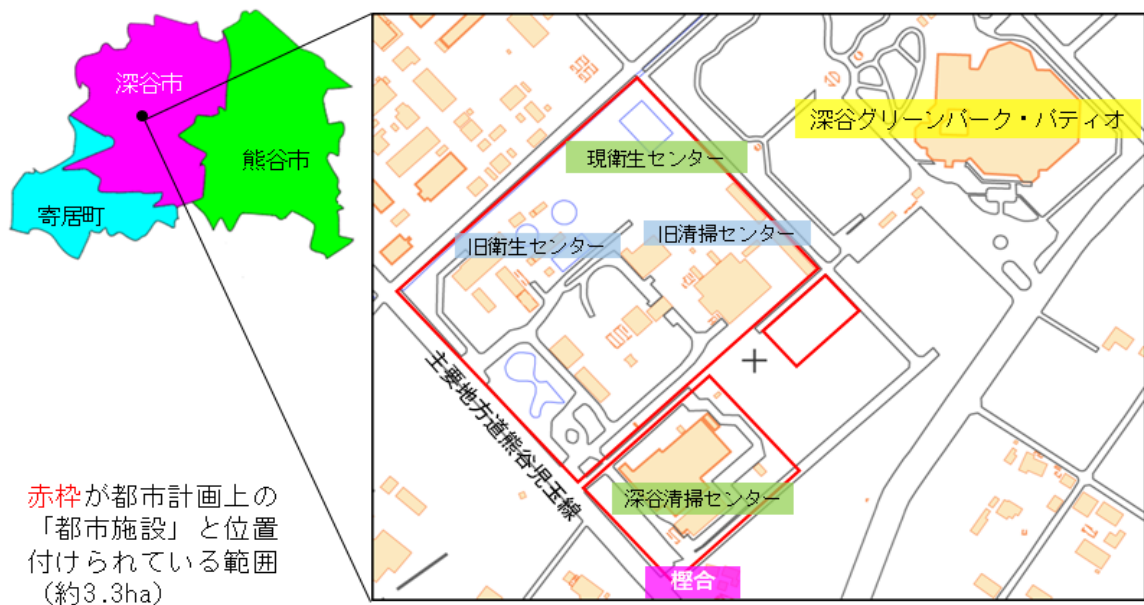 深谷市
熊谷市
寄居町
深谷グリーンパーク・パティオ
現衛生センター
旧衛生センター
旧清掃センター
主要地方道熊谷児玉線
深谷清掃センター
樫合
赤枠が都市計画上の
「都市施設」と位置
付けられている範囲
（約3.3ha）